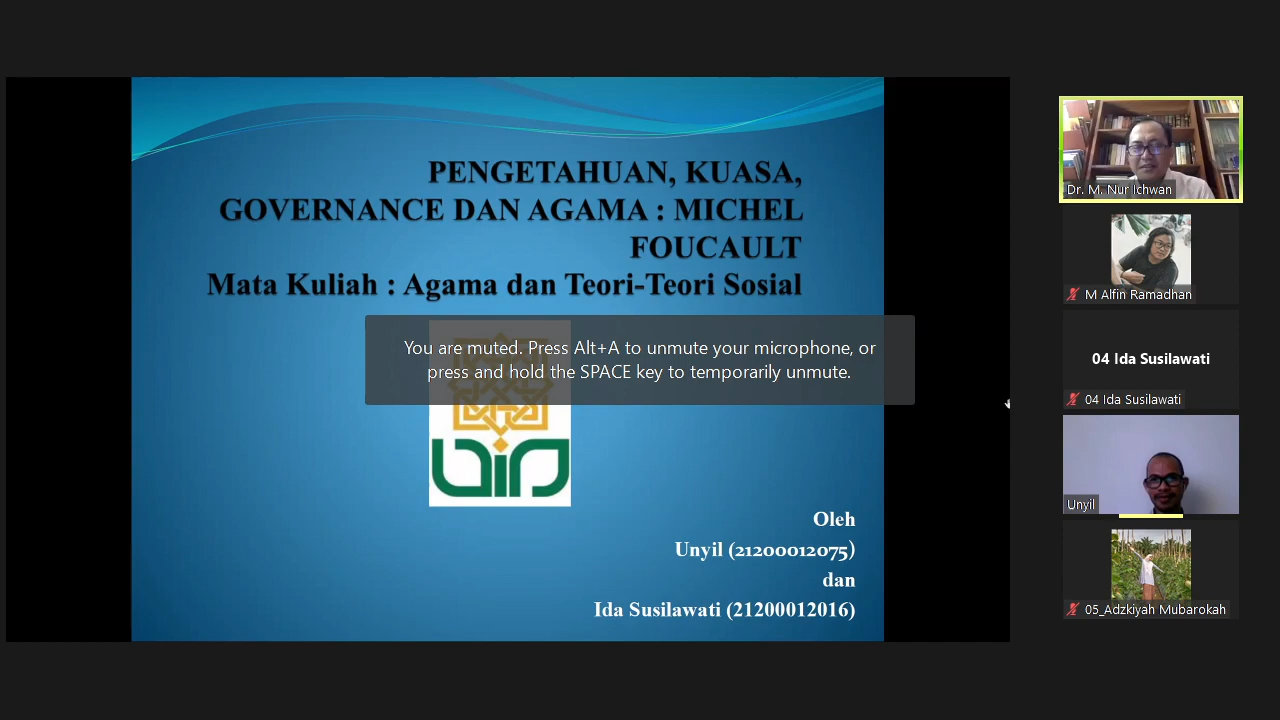 PENGETAHUAN, KUASA,
GOVERNANCE DAN AGAMA : MICHEL
FOUCAULT
Mata Kuliah : Agama dan Teori-Teori Sosial
You are muted. Press Alt+A to unmute your microphone, or
press and hold the SPACE key to temporarily unmute.
uin
Oleh
Unyil (21200012075)
dan
Ida Susilawati (21200012016)
Dr. M. Nur Ichwan
M Alfin Ramadhan
04 Ida Susilawati
04 Ida Susilawati
Unyil
05_Adzkiyah Mubarokah